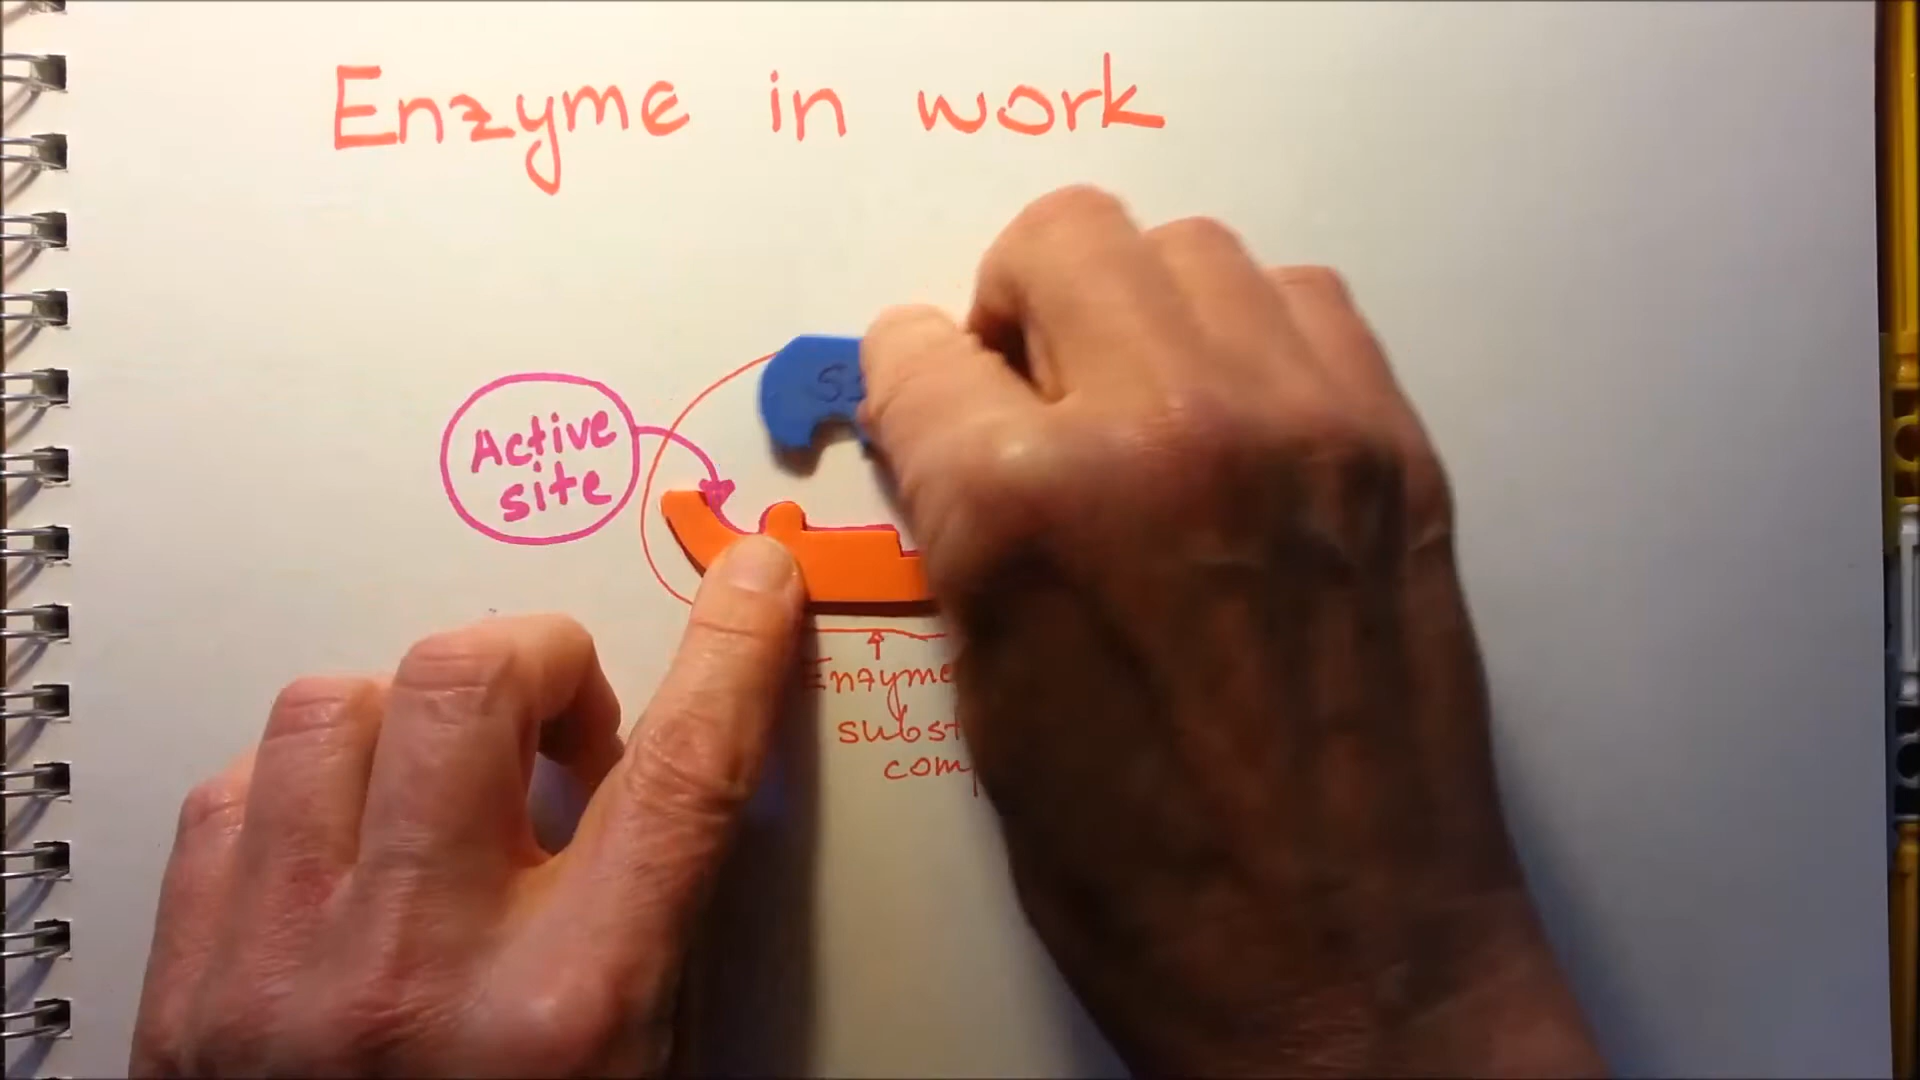 Enzyme in work
Active
site
Enzyme
subst
comp